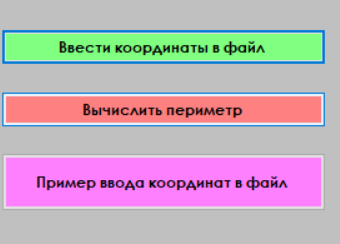 Ввести координаты в файл
Вычислить периметр
Пример ввода координат в файл